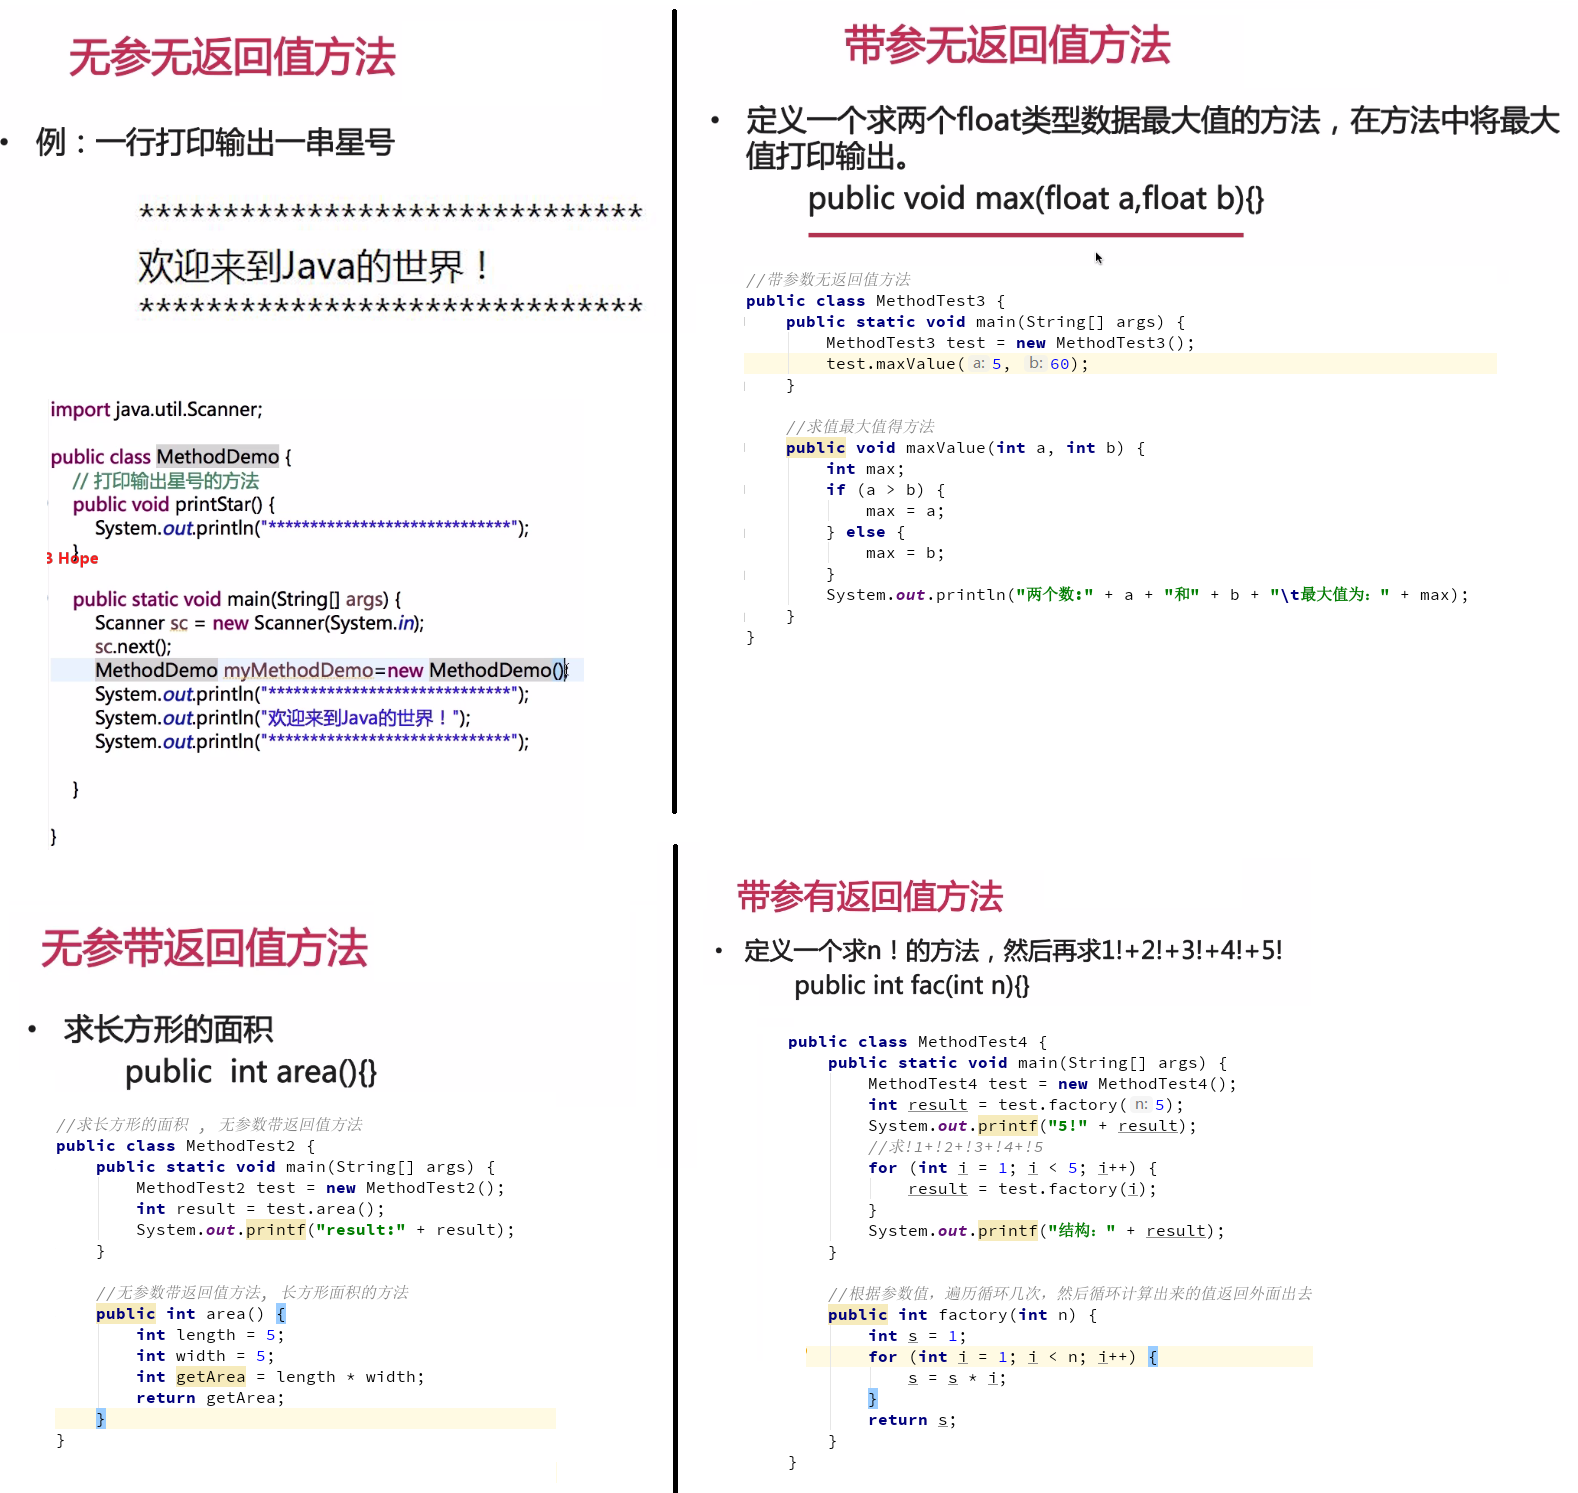 无参无返回值方法
• 例：一行打印输出一串星号
******************************
欢迎来到Java的世界！
******************************
import java.util.Scanner;
public class MethodDemo {
// 打印输出星号的方法
public void printStar() {
System.out.println("*****************************");
}
3 Hope
public static void main(String[] args) {
Scanner sc = new Scanner(System.in);
sc.next();
MethodDemo myMethodDemo=new MethodDemo();
System.out.println("*****************************");
System.out.println("欢迎来到Java的世界！");
System.out.println("*****************************");
}
}
带参无返回值方法
• 定义一个求两个float类型数据最大值的方法，在方法中将最大
值打印输出。
public void max(float a,float b){}
//带参数无返回值方法
public class MethodTest3 {
public static void main(String[] args) {
MethodTest3 test = new MethodTest3();
test.maxValue( a: 5, b: 60);
}
//求值最大值得方法
public void maxValue(int a, int b) {
int max;
if (a > b) {
max = a;
} else {
max = b;
}
System.out.println("两个数:" + a + "和" + b + "\t最大值为: " + max);
}
}
无参带返回值方法
• 求长方形的面积
public int area(){}
//求长方形的面积 , 无参数带返回值方法
public class MethodTest2 {
public static void main(String[] args) {
MethodTest2 test = new MethodTest2();
int result = test.area();
System.out.printf("result:" + result);
}
//无参数带返回值方法, 长方形面积的方法
public int area() {
int length = 5;
int width = 5;
int getArea = length * width;
return getArea;
}
}
带参有返回值方法
• 定义一个求n！的方法，然后再求1!+2!+3!+4!+5!
public int fac(int n){}
public class MethodTest4 {
public static void main(String[] args) {
MethodTest4 test = new MethodTest4();
int result = test.factory( n: 5);
System.out.printf("5!" + result);
//求!1+!2+!3+!4+!5
for (int i = 1; i < 5; i++) {
result = test.factory(i);
}
System.out.printf("结构: " + result);
}
//根据参数值, 遍历循环几次, 然后循环计算出来的值返回外面出去
public int factory(int n) {
int s = 1;
for (int i = 1; i < n; i++) {
s = s * i;
}
return s;
}
}